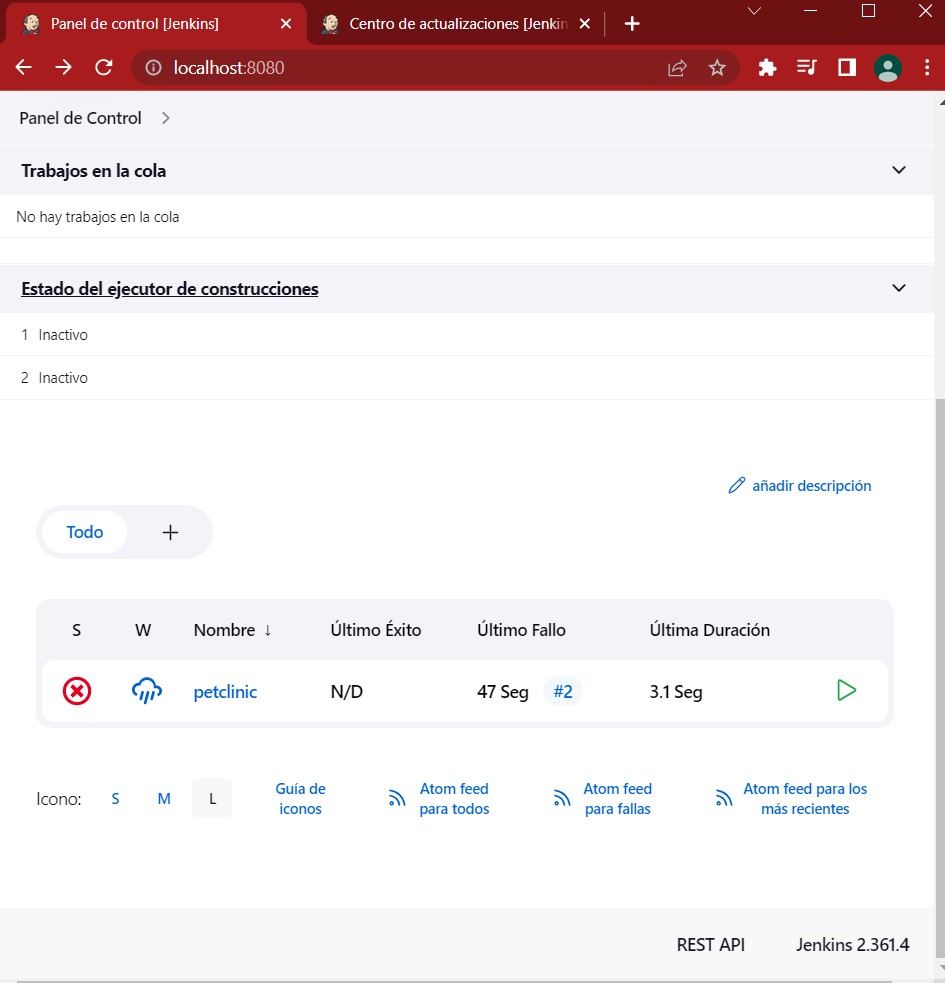 Panel de control [Jenkins]
Centro de actualizaciones [Jenkin
localhost:8080
Panel de Control
Trabajos en la cola
No hay trabajos en la cola
Estado del ejecutor de construcciones
1 Inactivo
2 Inactivo
añadir descripción
Todo
S W Nombre ↓ Último Éxito Último Fallo Última Duración
petclinic N/D 47 Seg #2 3.1 Seg
Icono: S M L
Guía de
iconos
Atom feed
para todos
Atom feed
para fallas
Atom feed para los
más recientes
REST API Jenkins 2.361.4